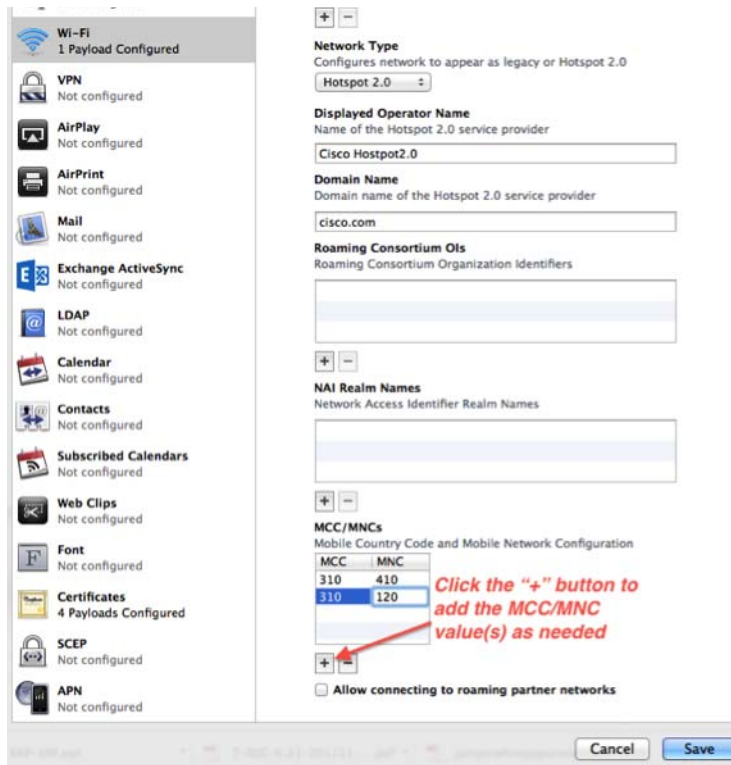 Wi-Fi
1 Payload Configured
VPN
Not configured
AirPlay
Not configured
AirPrint
Not configured
Mail
Not configured
Exchange ActiveSync
Not configured
LDAP
Not configured
Calendar
Not configured
Contacts
Not configured
Subscribed Calendars
Not configured
Web Clips
Not configured
Font
Not configured
Certificates
4 Payloads Configured
SCEP
Not configured
APN
Not configured
+ −
Network Type
Configures network to appear as legacy or Hotspot 2.0
Hotspot 2.0
Displayed Operator Name
Name of the Hotspot 2.0 service provider
Cisco Hostpot2.0
Domain Name
Domain name of the Hotspot 2.0 service provider
cisco.com
Roaming Consortium OIs
Roaming Consortium Organization Identifiers
+ −
NAI Realm Names
Network Access Identifier Realm Names
+ −
MCC/MNCs
Mobile Country Code and Mobile Network Configuration
MCC MNC
310 410
310 120
Click the “+” button to
add the MCC/MNC
value(s) as needed
+ −
Allow connecting to roaming partner networks
Cancel Save